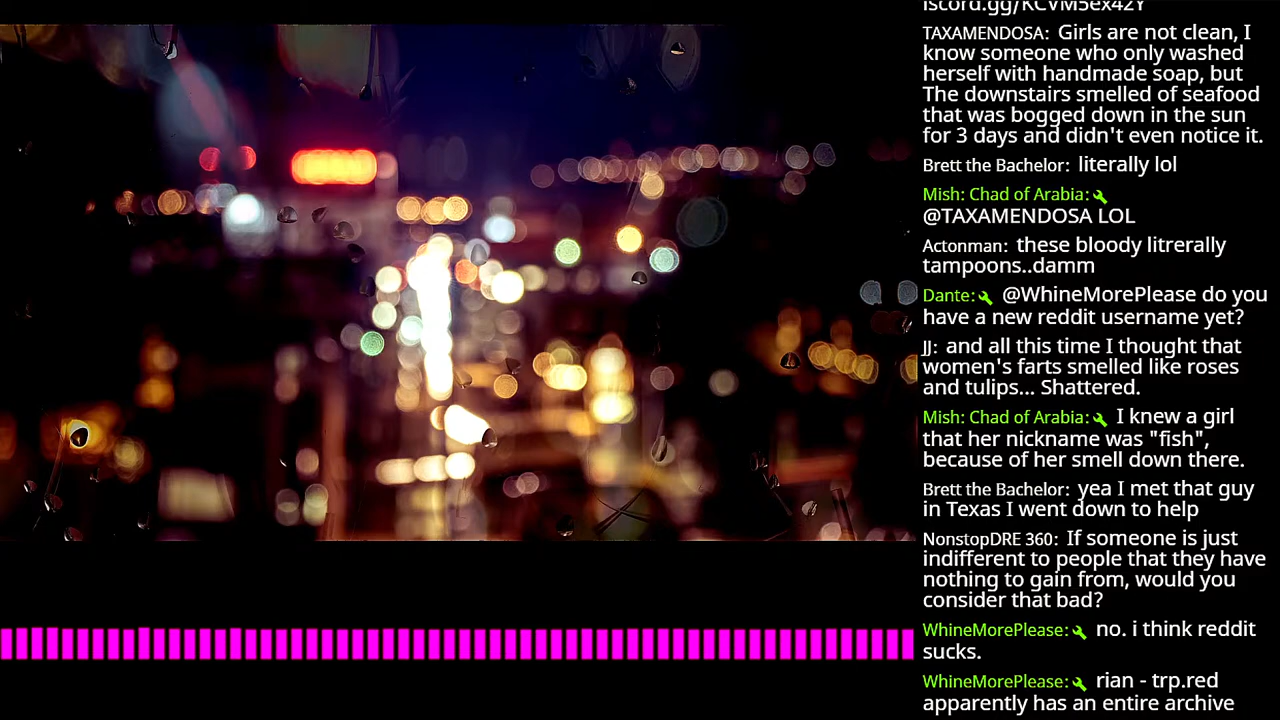 iscord.gg/KCVM5ex42Y
TAXAMENDOSA: Girls are not clean, I
know someone who only washed
herself with handmade soap, but
The downstairs smelled of seafood
that was bogged down in the sun
for 3 days and didn't even notice it.
Brett the Bachelor: literally lol
Mish: Chad of Arabia:
@TAXAMENDOSA LOL
Actonman: these bloody litrerally
tampoons..damm
Dante: @WhineMorePlease do you
have a new reddit username yet?
JJ: and all this time I thought that
women's farts smelled like roses
and tulips... Shattered.
Mish: Chad of Arabia: I knew a girl
that her nickname was "fish",
because of her smell down there.
Brett the Bachelor: yea I met that guy
in Texas I went down to help
NonstopDRE 360: If someone is just
indifferent to people that they have
nothing to gain from, would you
consider that bad?
WhineMorePlease: no. i think reddit
sucks.
WhineMorePlease: rian - trp.red
apparently has an entire archive